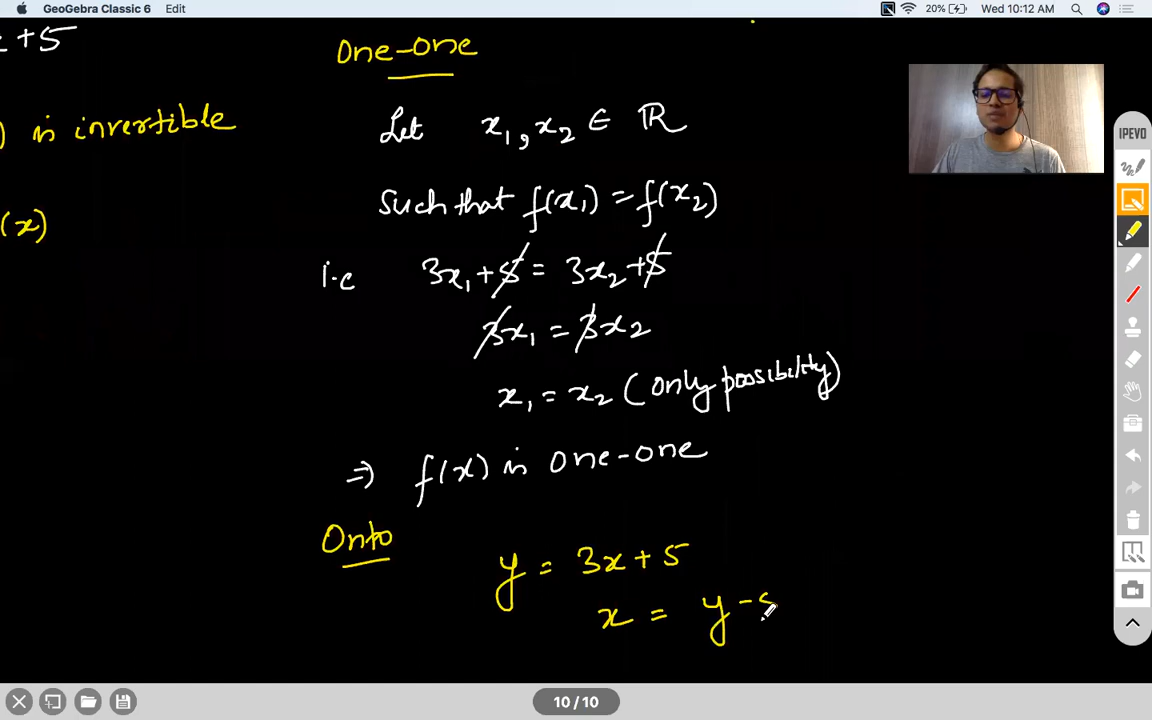 GeoGebra Classic 6 Edit 20% Wed 10:12 AM
x+5
One-one
Let x₁, x₂ ∈ ℝ
) is invertible
such that f(x₁) = f(x₂)
(x)
i.e 3x₁ + 5 = 3x₂ + 5
3x₁ = 3x₂
x₁ = x₂ (only possibility)
⇒ f(x) is one-one
Onto
y = 3x + 5
x = y - 5
10 / 10
IPEVO